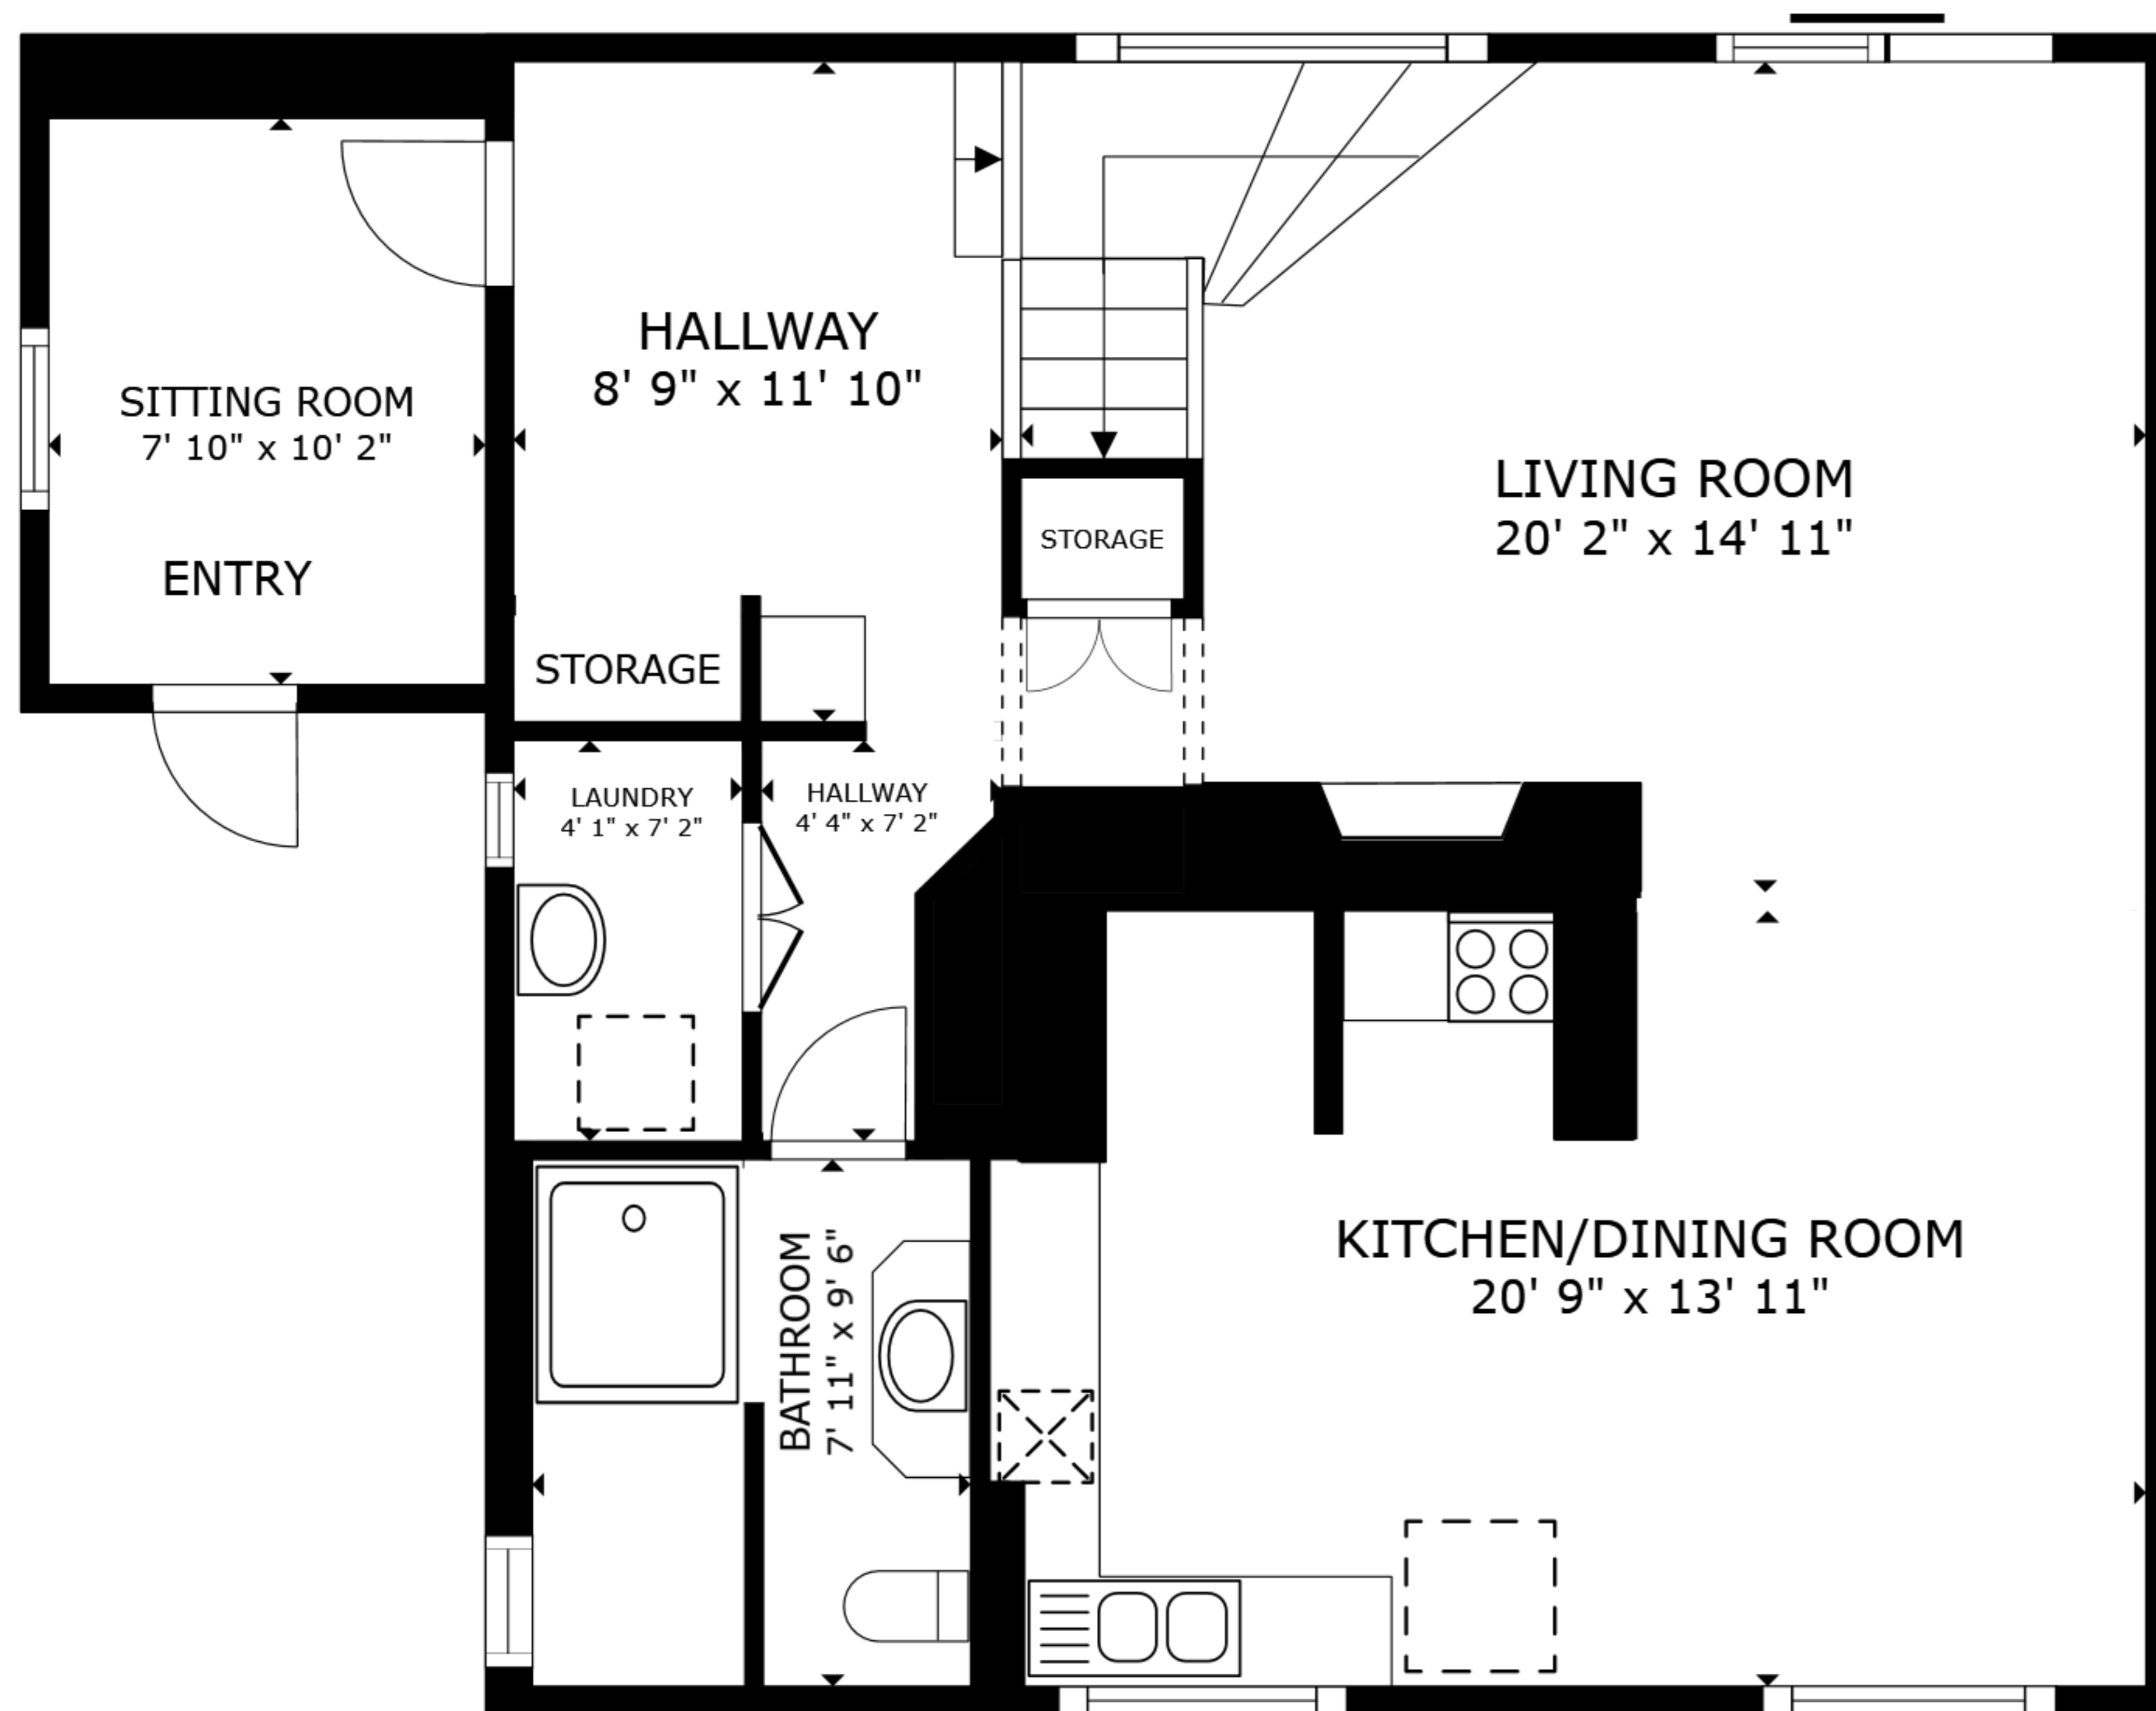 HALLWAY
8' 9" x 11' 10"
SITTING ROOM
7' 10" x 10' 2"
ENTRY
LIVING ROOM
20' 2" x 14' 11"
STORAGE
STORAGE
LAUNDRY
4' 1" x 7' 2"
HALLWAY
4' 4" x 7' 2"
KITCHEN/DINING ROOM
20' 9" x 13' 11"
BATHROOM
7' 11" x 9' 6"